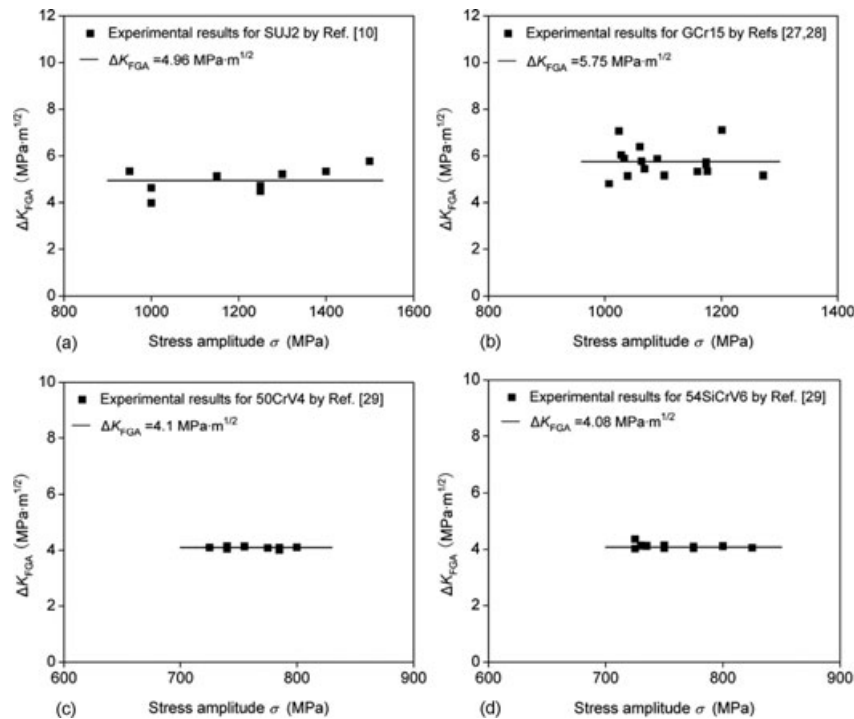 Experimental results for SUJ2 by Ref. [10]
ΔK_FGA =4.96 MPa·m^1/2
ΔK_FGA (MPa·m^1/2)
12
10
8
6
4
2
0
800 1000 1200 1400 1600
(a) Stress amplitude σ (MPa)
Experimental results for GCr15 by Refs [27,28]
ΔK_FGA =5.75 MPa·m^1/2
ΔK_FGA (MPa·m^1/2)
12
10
8
6
4
2
0
800 1000 1200 1400
(b) Stress amplitude σ (MPa)
Experimental results for 50CrV4 by Ref. [29]
ΔK_FGA =4.1 MPa·m^1/2
ΔK_FGA (MPa·m^1/2)
10
8
6
4
2
0
600 700 800 900
(c) Stress amplitude σ (MPa)
Experimental results for 54SiCrV6 by Ref. [29]
ΔK_FGA =4.08 MPa·m^1/2
ΔK_FGA (MPa·m^1/2)
10
8
6
4
2
0
600 700 800 900
(d) Stress amplitude σ (MPa)